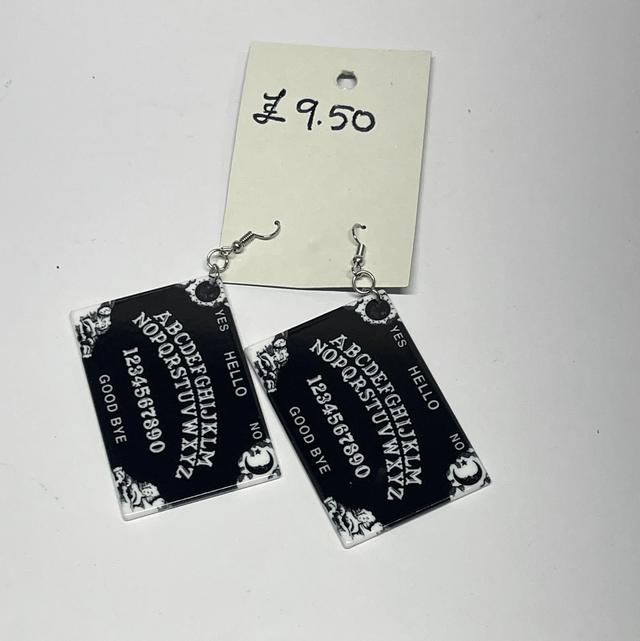 £9.50
YES HELLO NO
ABCDEFGHIJKLM
NOPQRSTUVWXYZ
1234567890
GOOD BYE
YES HELLO NO
ABCDEFGHIJKLM
NOPQRSTUVWXYZ
1234567890
GOOD BYE